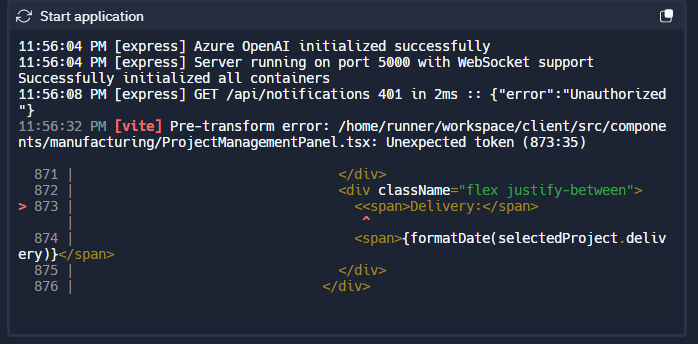 Start application
11:56:04 PM [express] Azure OpenAI initialized successfully
11:56:04 PM [express] Server running on port 5000 with WebSocket support
Successfully initialized all containers
11:56:08 PM [express] GET /api/notifications 401 in 2ms :: {"error":"Unauthorized
"}
11:56:32 PM [vite] Pre-transform error: /home/runner/workspace/client/src/compone
nts/manufacturing/ProjectManagementPanel.tsx: Unexpected token (873:35)
871 | </div>
872 | <div className="flex justify-between">
> 873 | <<span>Delivery:</span>
| ^
874 | <span>{formatDate(selectedProject.deliv
ery)}</span>
875 | </div>
876 | </div>